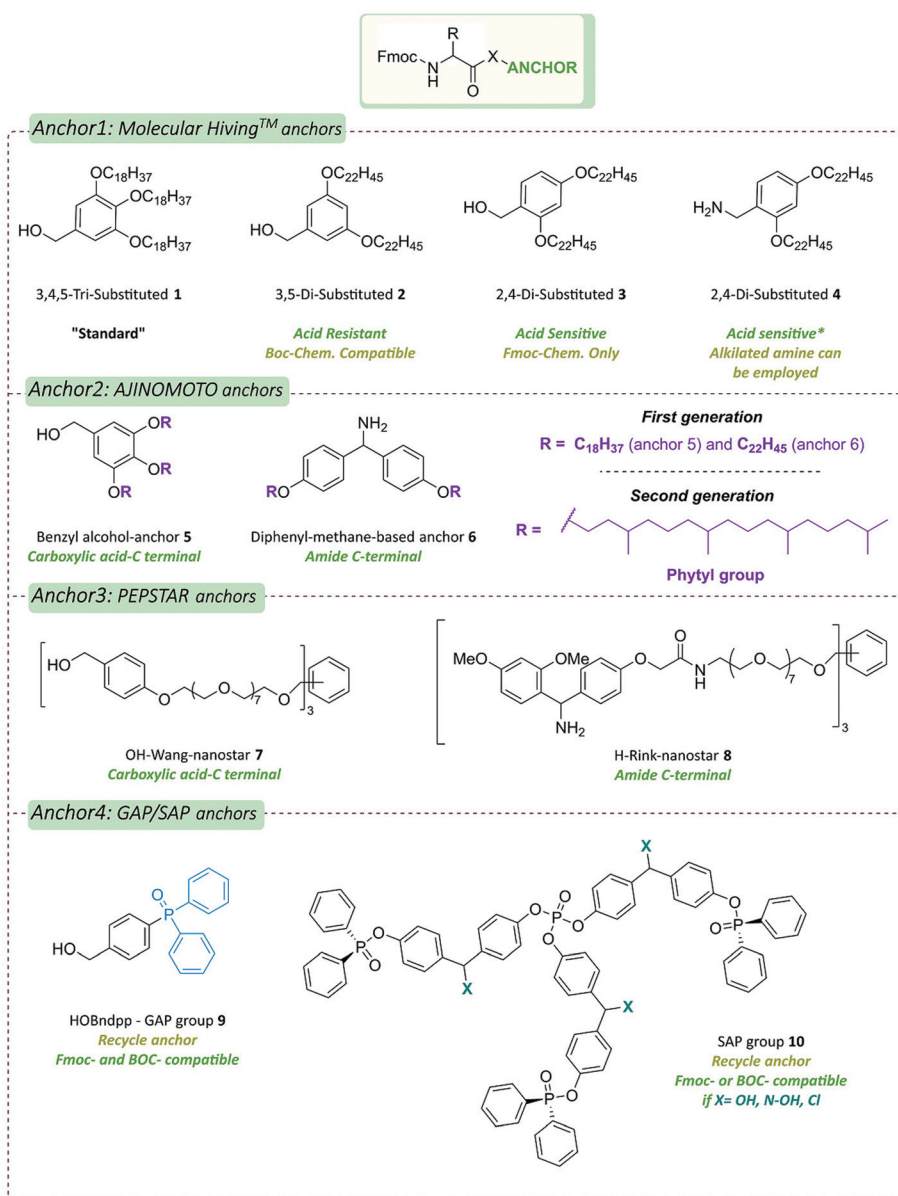 R
Fmoc
N
H
O
X
ANCHOR
Anchor1: Molecular Hiving™ anchors
OC18H37
OC18H37
OC18H37
HO
OC22H45
HO
OC22H45
OC22H45
HO
OC22H45
OC22H45
H2N
OC22H45
3,4,5-Tri-Substituted 1
3,5-Di-Substituted 2
2,4-Di-Substituted 3
2,4-Di-Substituted 4
"Standard"
Acid Resistant
Boc-Chem. Compatible
Acid Sensitive
Fmoc-Chem. Only
Acid sensitive*
Alkilated amine can
be employed
Anchor2: AJINOMOTO anchors
HO
OR
OR
OR
NH2
RO
OR
Benzyl alcohol-anchor 5
Carboxylic acid-C terminal
Diphenyl-methane-based anchor 6
Amide C-terminal
First generation
R = C18H37 (anchor 5) and C22H45 (anchor 6)
Second generation
R =
Phytyl group
Anchor3: PEPSTAR anchors
HO
O
O
7
O
O
3
MeO
OMe
NH2
O
O
N
H
O
7
O
O
3
OH-Wang-nanostar 7
Carboxylic acid-C terminal
H-Rink-nanostar 8
Amide C-terminal
Anchor4: GAP/SAP anchors
O
P
HO
HOBndpp - GAP group 9
Recycle anchor
Fmoc- and BOC- compatible
P
O
O
X
O
O
P
O
O
X
O
O
P
X
O
O
P
SAP group 10
Recycle anchor
Fmoc- or BOC- compatible
if X= OH, N-OH, Cl